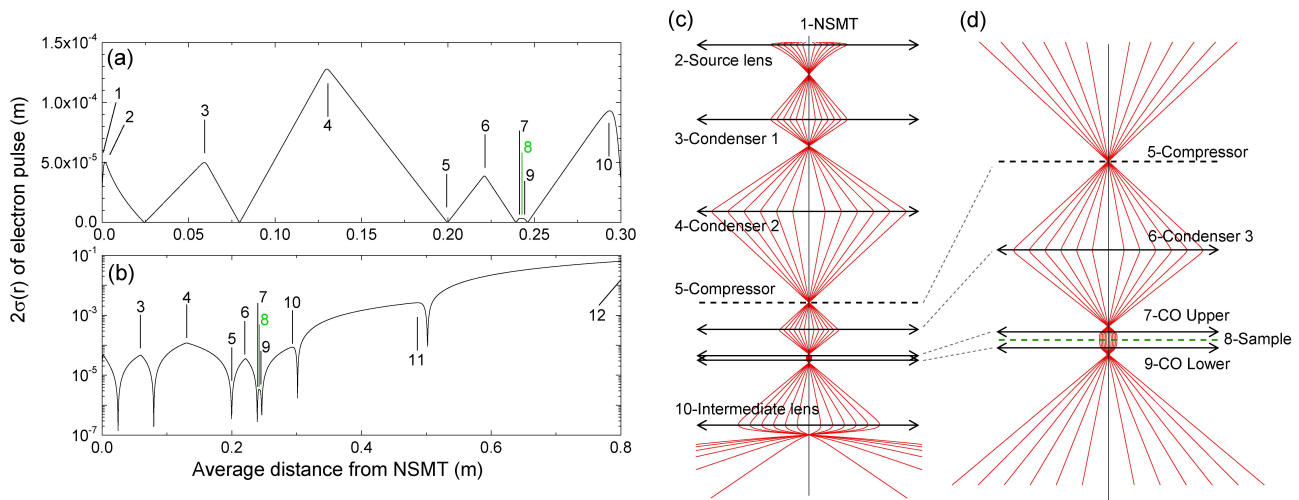 (a)
2σ(r) of electron pulse (m)
1.5x10-4
1.0x10-4
5.0x10-5
0.0
1
2
3
4
5
6
7
8
9
10
0.00
0.05
0.10
0.15
0.20
0.25
0.30
(b)
10-1
10-3
10-5
10-7
3
4
5
6
7
8
9
10
11
12
0.0
0.2
0.4
0.6
0.8
Average distance from NSMT (m)
(c)
1-NSMT
2-Source lens
3-Condenser 1
4-Condenser 2
5-Compressor
10-Intermediate lens
(d)
5-Compressor
6-Condenser 3
7-CO Upper
8-Sample
9-CO Lower